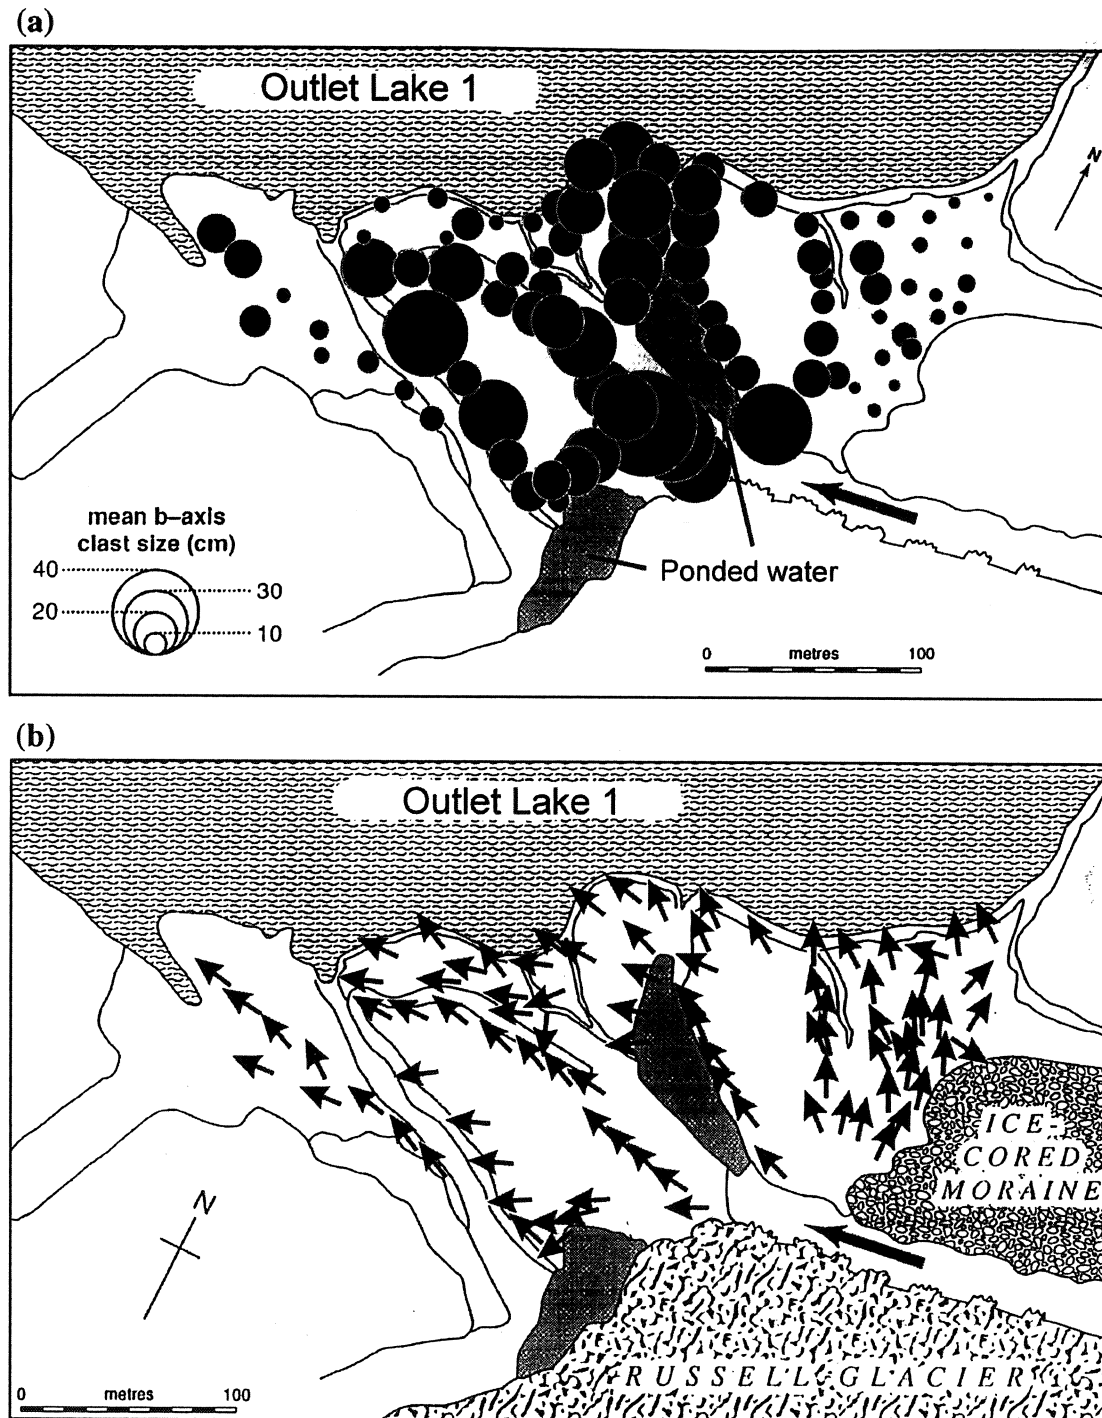 (a)
Outlet Lake 1
N
mean b–axis
clast size (cm)
40
30
20
10
Ponded water
0 metres 100
(b)
Outlet Lake 1
N
ICE-
CORED
MORAINE
RUSSELL GLACIER
0 metres 100